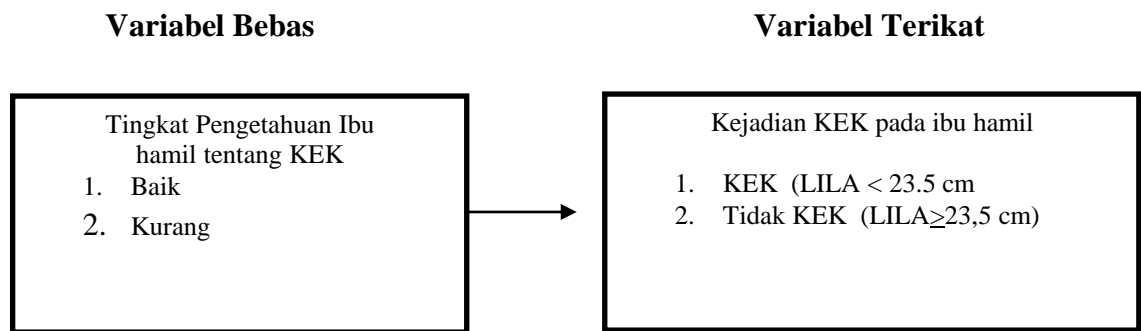 Variabel Bebas
Variabel Terikat
Tingkat Pengetahuan Ibu
hamil tentang KEK
1. Baik
2. Kurang
Kejadian KEK pada ibu hamil
1. KEK (LILA < 23.5 cm
2. Tidak KEK (LILA≥23,5 cm)